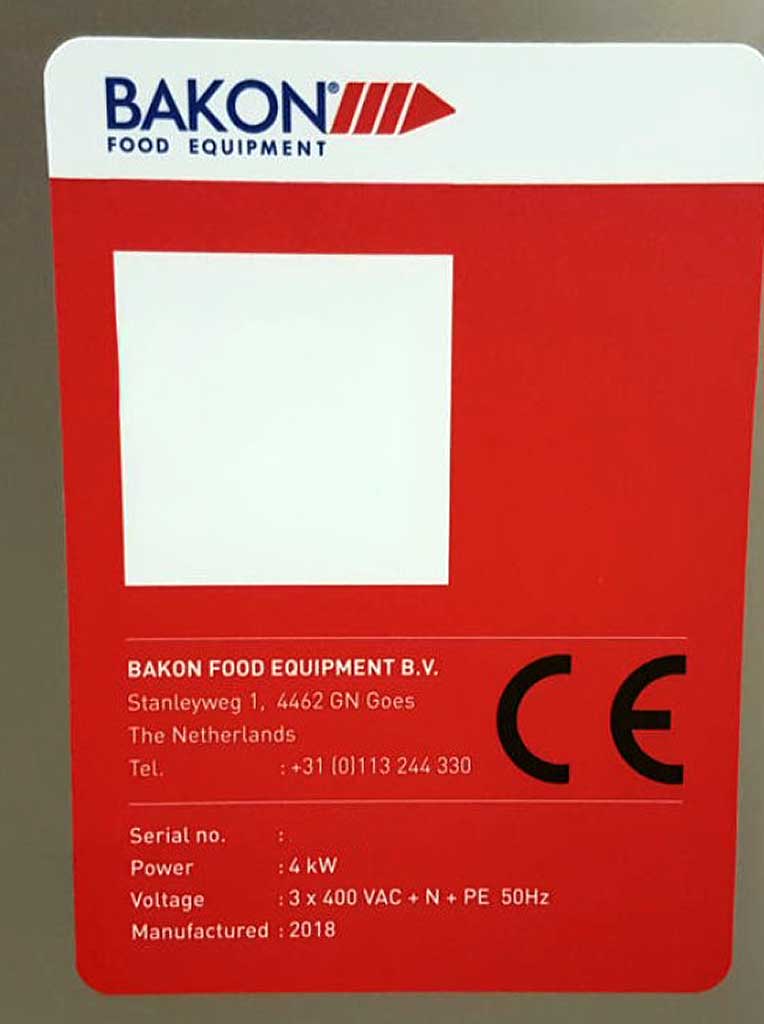 BAKON®
FOOD EQUIPMENT
BAKON FOOD EQUIPMENT B.V.
Stanleyweg 1, 4462 GN Goes
The Netherlands
Tel. : +31 (0)113 244 330
CE
Serial no. :
Power : 4 kW
Voltage : 3 x 400 VAC + N + PE 50Hz
Manufactured : 2018